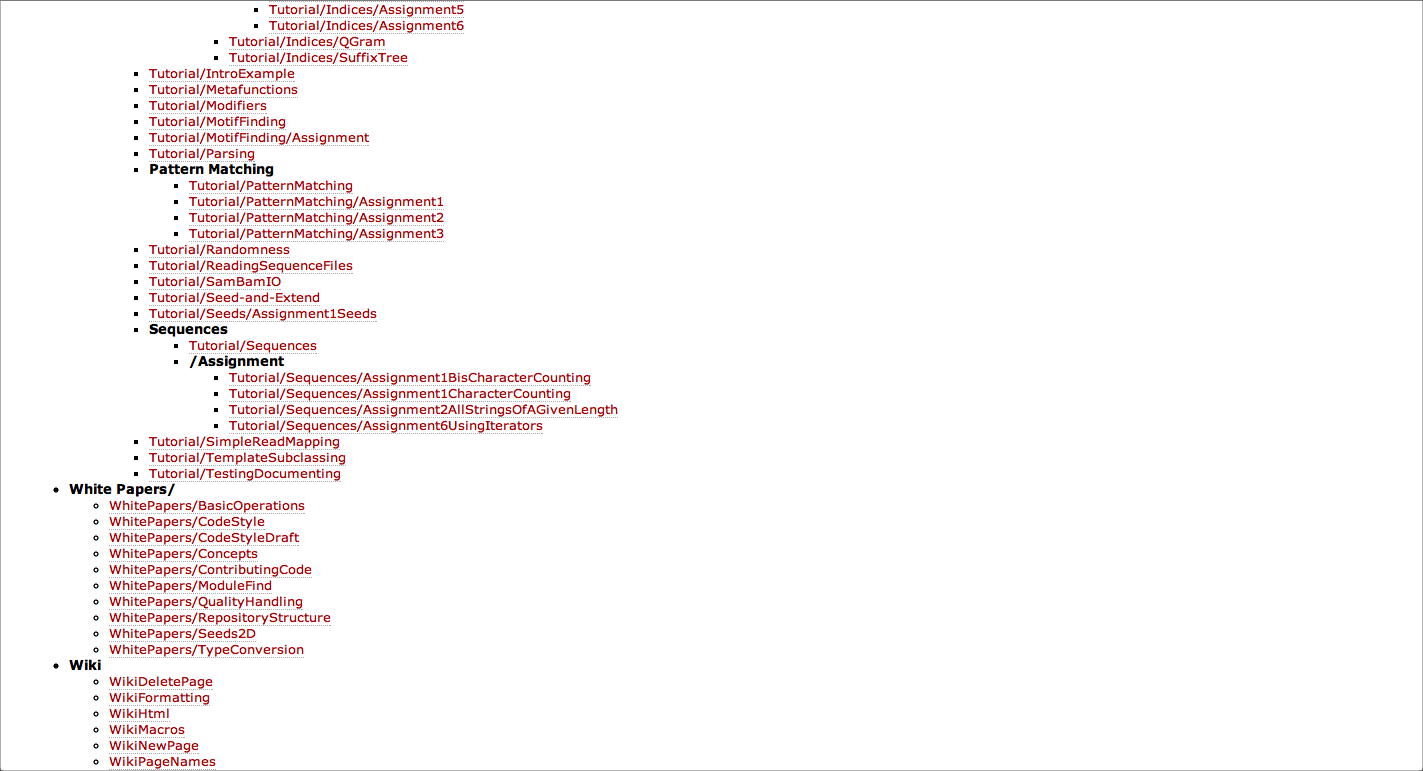 Tutorial/Indices/Assignment5
Tutorial/Indices/Assignment6
Tutorial/Indices/QGram
Tutorial/Indices/SuffixTree
Tutorial/IntroExample
Tutorial/Metafunctions
Tutorial/Modifiers
Tutorial/MotifFinding
Tutorial/MotifFinding/Assignment
Tutorial/Parsing
Pattern Matching
Tutorial/PatternMatching
Tutorial/PatternMatching/Assignment1
Tutorial/PatternMatching/Assignment2
Tutorial/PatternMatching/Assignment3
Tutorial/Randomness
Tutorial/ReadingSequenceFiles
Tutorial/SamBamIO
Tutorial/Seed-and-Extend
Tutorial/Seeds/Assignment1Seeds
Sequences
Tutorial/Sequences
/Assignment
Tutorial/Sequences/Assignment1BisCharacterCounting
Tutorial/Sequences/Assignment1CharacterCounting
Tutorial/Sequences/Assignment2AllStringsOfAGivenLength
Tutorial/Sequences/Assignment6UsingIterators
Tutorial/SimpleReadMapping
Tutorial/TemplateSubclassing
Tutorial/TestingDocumenting
White Papers/
WhitePapers/BasicOperations
WhitePapers/CodeStyle
WhitePapers/CodeStyleDraft
WhitePapers/Concepts
WhitePapers/ContributingCode
WhitePapers/ModuleFind
WhitePapers/QualityHandling
WhitePapers/RepositoryStructure
WhitePapers/Seeds2D
WhitePapers/TypeConversion
Wiki
WikiDeletePage
WikiFormatting
WikiHtml
WikiMacros
WikiNewPage
WikiPageNames